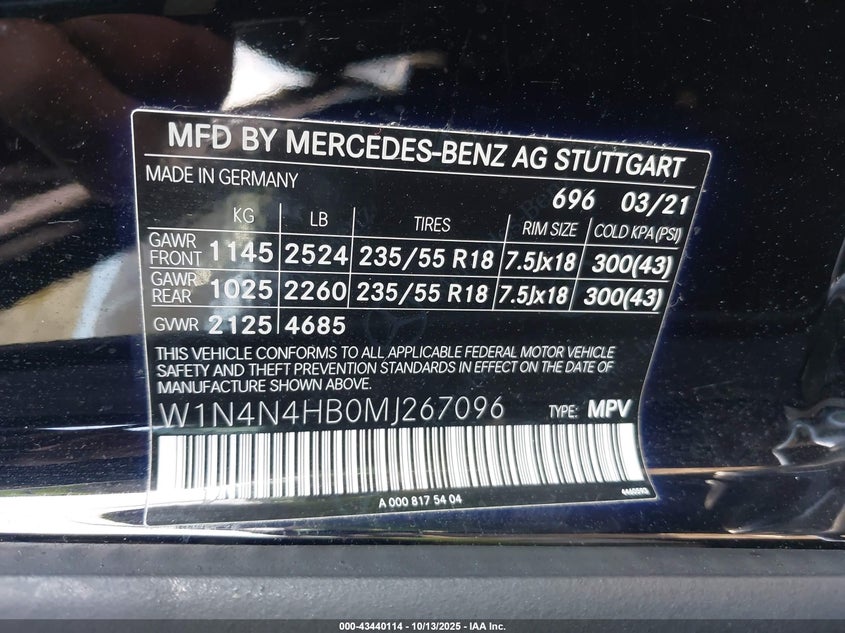 MFD BY MERCEDES-BENZ AG STUTTGART
MADE IN GERMANY 696 03/21
KG LB TIRES RIM SIZE COLD KPA (PSI)
GAWR FRONT 1145 2524 235/55 R18 7.5Jx18 300(43)
GAWR REAR 1025 2260 235/55 R18 7.5Jx18 300(43)
GVWR 2125 4685
THIS VEHICLE CONFORMS TO ALL APPLICABLE FEDERAL MOTOR VEHICLE
SAFETY AND THEFT PREVENTION STANDARDS IN EFFECT ON THE DATE OF
MANUFACTURE SHOWN ABOVE.
W1N4N4HB0MJ267096 TYPE: MPV
A 000 817 54 04
000-43440114 - 10/13/2025 - IAA Inc.